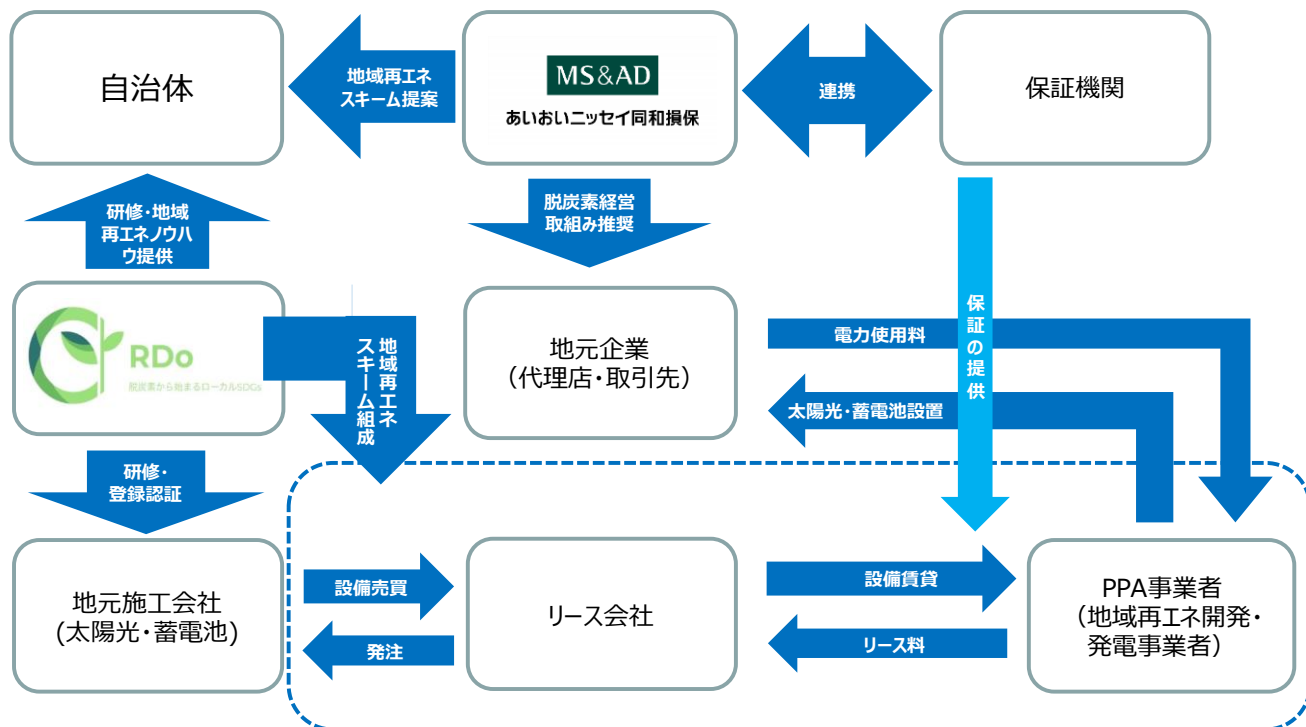 自治体
地域再エネ
スキーム提案
MS&AD
あいおいニッセイ同和損保
連携
保証機関
研修・地域
再エネノウハ
ウ提供
脱炭素経営
取組み推奨
RDo
脱炭素から始まるローカルSDGs
地域再エネ
スキーム組成
地元企業
（代理店・取引先）
電力使用料
太陽光・蓄電池設置
保証の提供
研修・
登録認証
地元施工会社
(太陽光・蓄電池)
設備売買
発注
リース会社
設備賃貸
リース料
PPA事業者
（地域再エネ開発・
発電事業者）